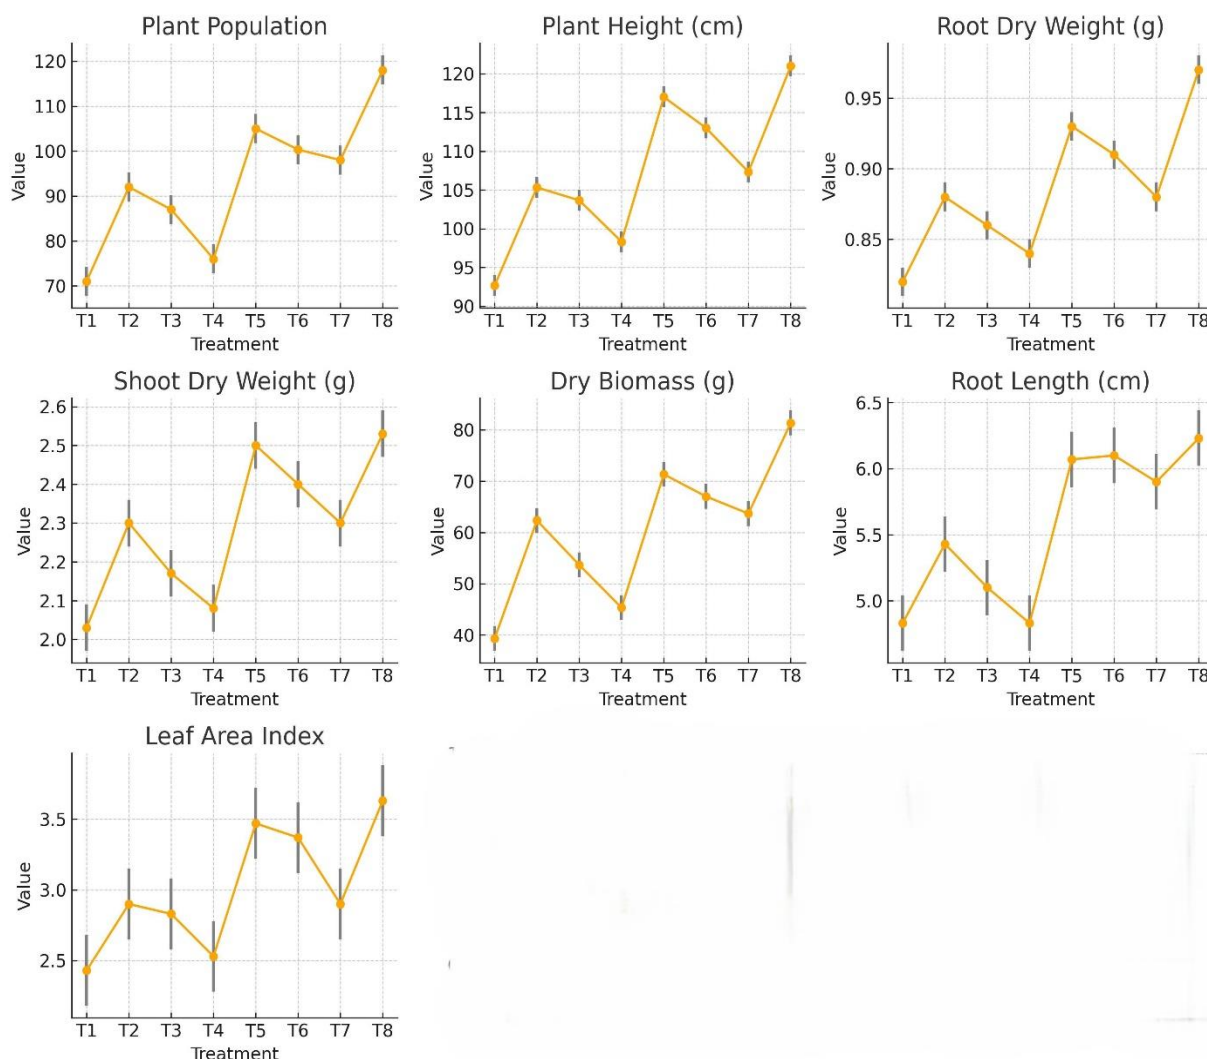 Plant Population
120
110
100
90
80
70
Value
T1 T2 T3 T4 T5 T6 T7 T8
Treatment
Plant Height (cm)
120
115
110
105
100
95
90
Value
T1 T2 T3 T4 T5 T6 T7 T8
Treatment
Root Dry Weight (g)
0.95
0.90
0.85
Value
T1 T2 T3 T4 T5 T6 T7 T8
Treatment
Shoot Dry Weight (g)
2.6
2.5
2.4
2.3
2.2
2.1
2.0
Value
T1 T2 T3 T4 T5 T6 T7 T8
Treatment
Dry Biomass (g)
80
70
60
50
40
Value
T1 T2 T3 T4 T5 T6 T7 T8
Treatment
Root Length (cm)
6.5
6.0
5.5
5.0
Value
T1 T2 T3 T4 T5 T6 T7 T8
Treatment
Leaf Area Index
3.5
3.0
2.5
Value
T1 T2 T3 T4 T5 T6 T7 T8
Treatment